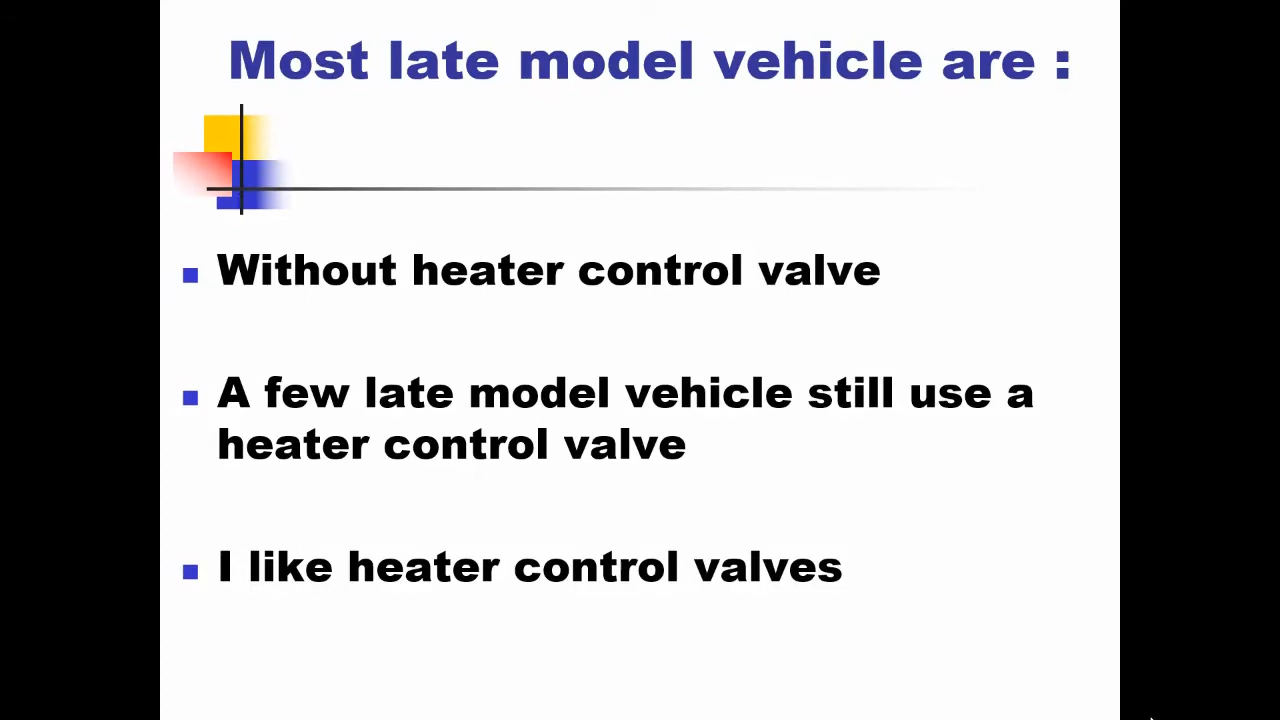 Most late model vehicle are :
Without heater control valve
A few late model vehicle still use a
heater control valve
I like heater control valves